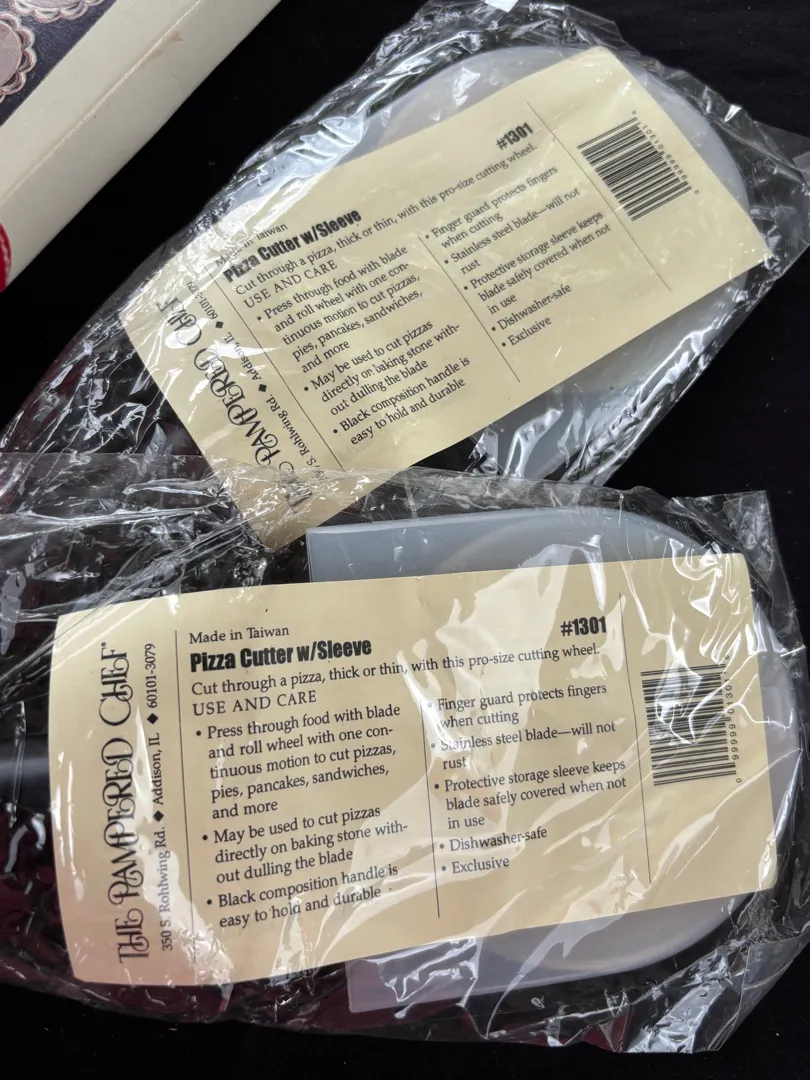 #1301
Made in Taiwan
Pizza Cutter w/Sleeve
Cut through a pizza, thick or thin, with this pro-size cutting wheel.
USE AND CARE
• Press through food with blade
and roll wheel with one con-
tinuous motion to cut pizzas,
pies, pancakes, sandwiches,
and more
• May be used to cut pizzas
directly on baking stone with-
out dulling the blade
• Black composition handle is
easy to hold and durable
• Finger guard protects fingers
when cutting
• Stainless steel blade—will not
rust
• Protective storage sleeve keeps
blade safely covered when not
in use
• Dishwasher-safe
• Exclusive
PAMPERED CHEF
S. Rohlwing Rd. ◆ Addison, IL ◆ 60101-3079
THE PAMPERED CHEF®
350 S. Rohlwing Rd. ◆ Addison, IL ◆ 60101-3079
Made in Taiwan
#1301
Pizza Cutter w/Sleeve
Cut through a pizza, thick or thin, with this pro-size cutting wheel.
USE AND CARE
• Press through food with blade
and roll wheel with one con-
tinuous motion to cut pizzas,
pies, pancakes, sandwiches,
and more
• May be used to cut pizzas
directly on baking stone with-
out dulling the blade
• Black composition handle is
easy to hold and durable
• Finger guard protects fingers
when cutting
• Stainless steel blade—will not
rust
• Protective storage sleeve keeps
blade safely covered when not
in use
• Dishwasher-safe
• Exclusive